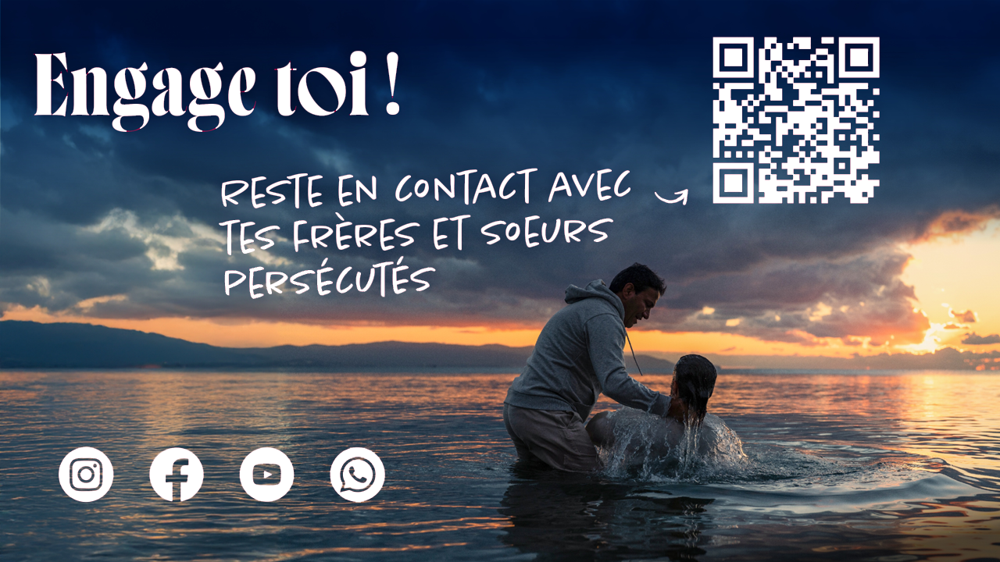 Engage toi !
RESTE EN CONTACT AVEC
TES FRÈRES ET SOEURS
PERSÉCUTÉS